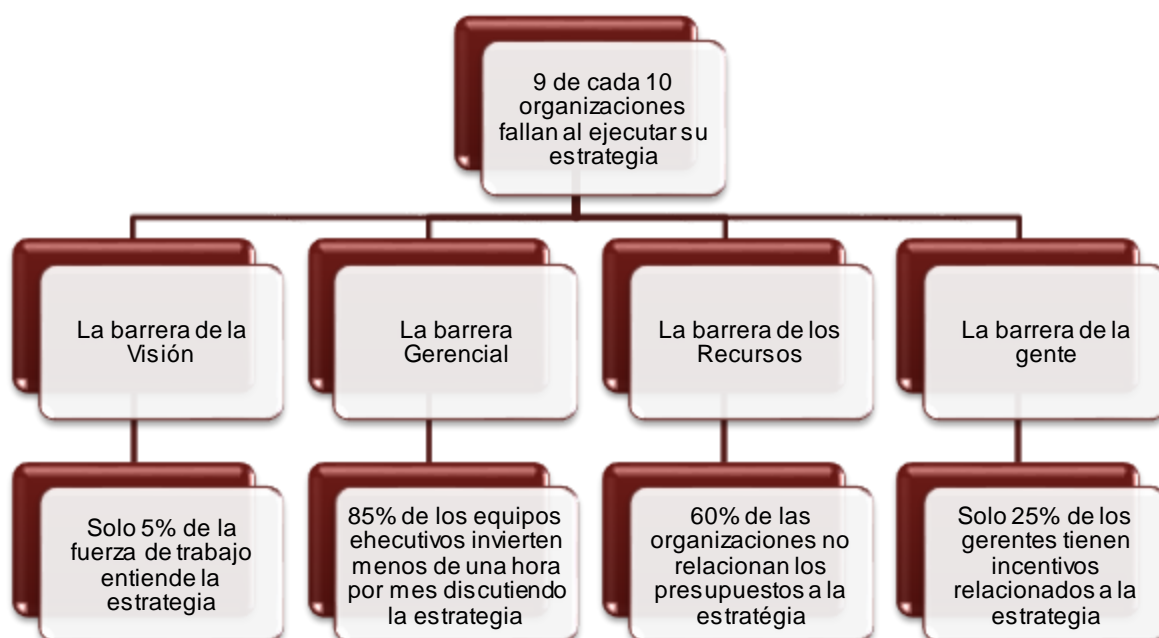 9 de cada 10
organizaciones
fallan al ejecutar su
estrategia
La barrera de la
Visión
La barrera
Gerencial
La barrera de los
Recursos
La barrera de la
gente
Solo 5% de la
fuerza de trabajo
entiende la
estrategia
85% de los equipos
ehecutivos invierten
menos de una hora
por mes discutiendo
la estrategia
60% de las
organizaciones no
relacionan los
presupuestos a la
estratégia
Solo 25% de los
gerentes tienen
incentivos
relacionados a la
estrategia